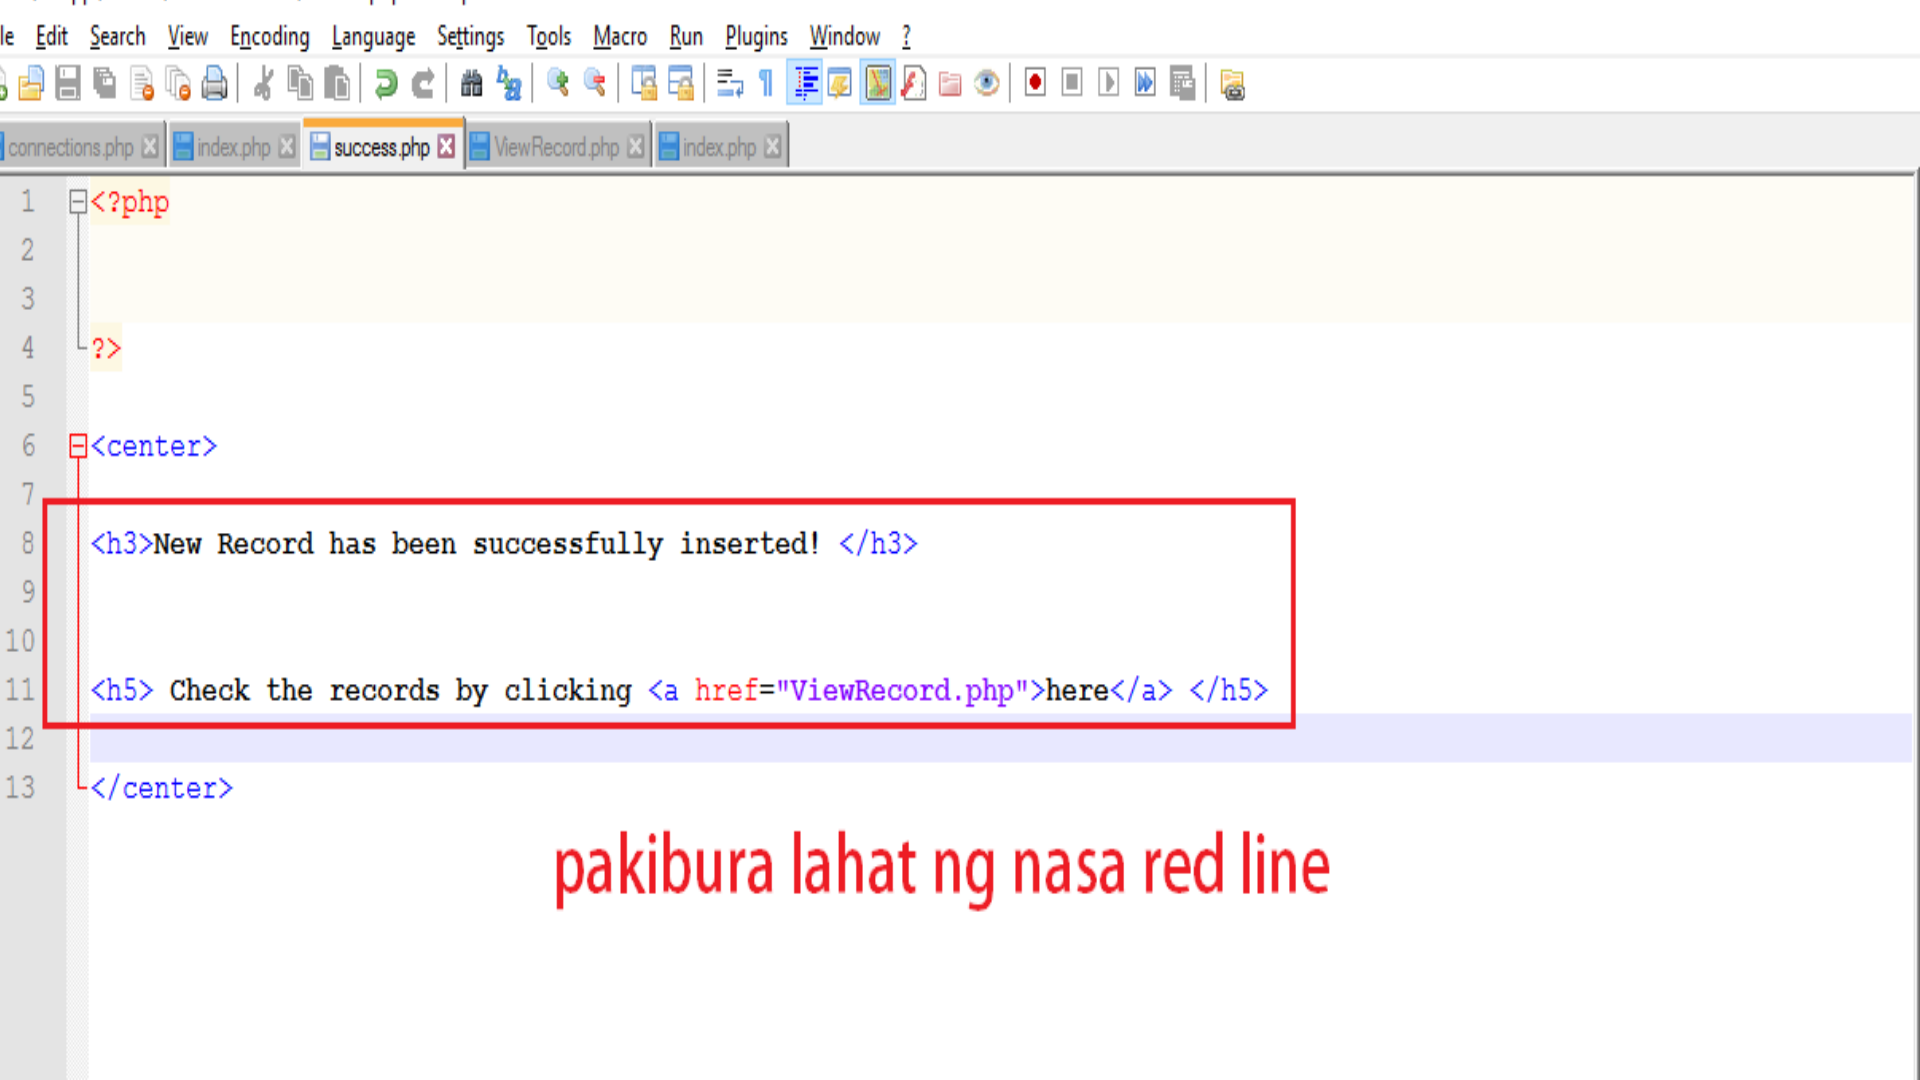 le Edit Search View Encoding Language Settings Tools Macro Run Plugins Window ?
connections.php index.php success.php ViewRecord.php index.php
1 <?php
2
3
4 ?>
5
6 <center>
7
8 <h3>New Record has been successfully inserted! </h3>
9
10
11 <h5> Check the records by clicking <a href="ViewRecord.php">here</a> </h5>
12
13 </center>
pakibura lahat ng nasa red line